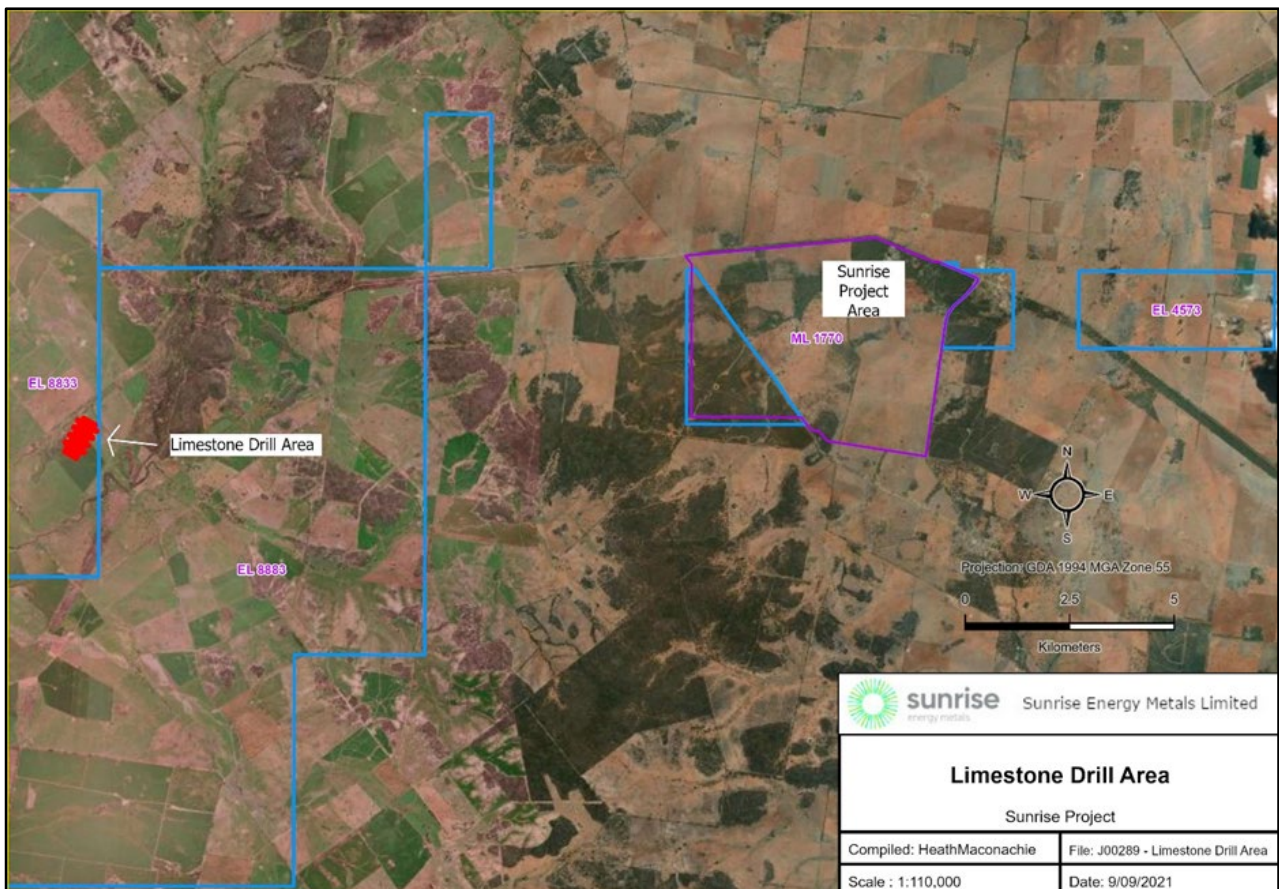 Sunrise
Project
Area
EL 4573
ML 1770
EL 8833
Limestone Drill Area
N
W
E
S
EL 8883
Projection: GDA 1994 MGA Zone 55
0 2.5 5
Kilometers
sunrise
energy metals
Sunrise Energy Metals Limited
Limestone Drill Area
Sunrise Project
Compiled: HeathMaconachie
File: J00289 - Limestone Drill Area
Scale : 1:110,000
Date: 9/09/2021